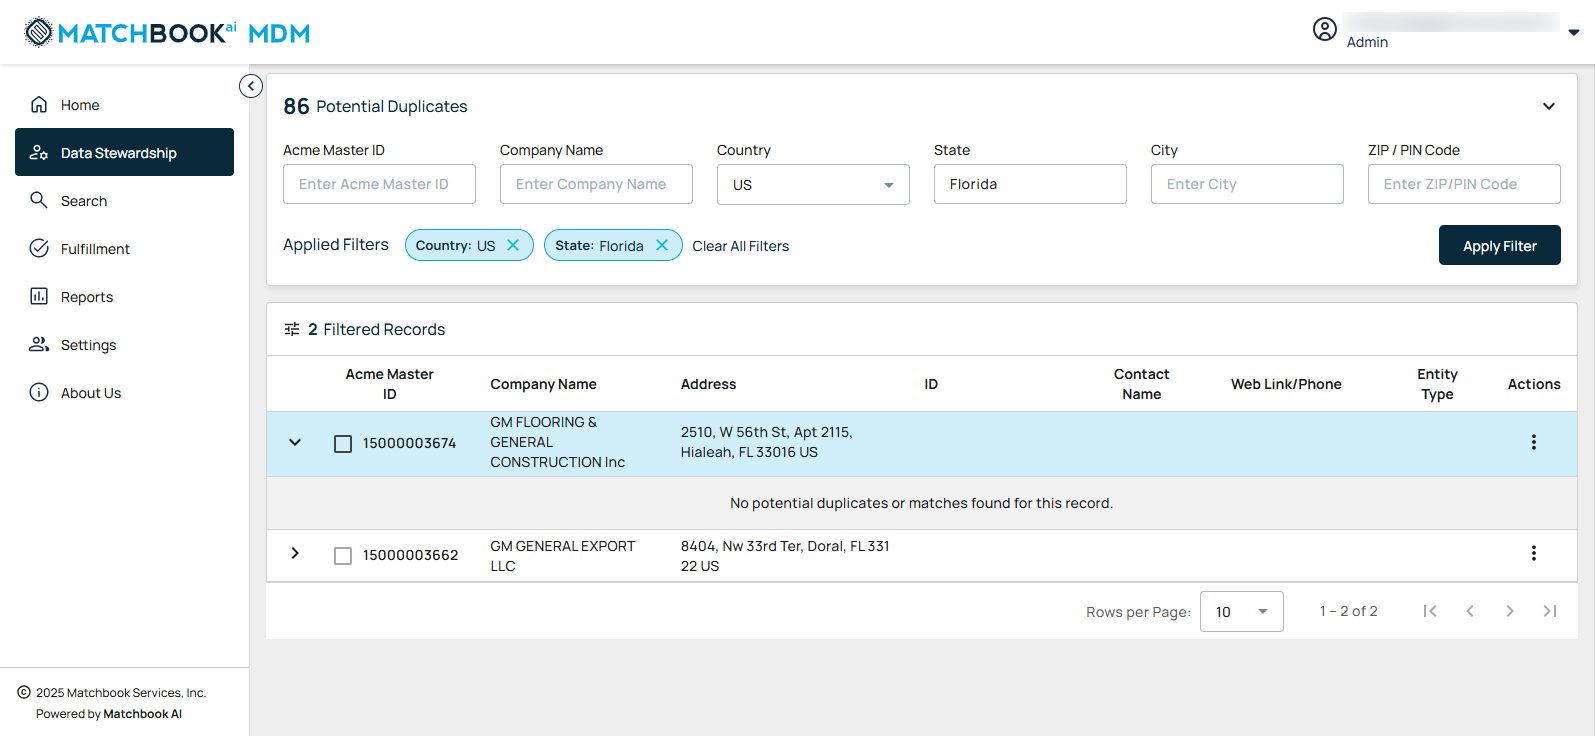 MATCHBOOKai MDM
Admin
Home
Data Stewardship
Search
Fulfillment
Reports
Settings
About Us
© 2025 Matchbook Services, Inc.
Powered by Matchbook AI
86 Potential Duplicates
Acme Master ID
Company Name
Country
State
City
ZIP / PIN Code
Enter Acme Master ID
Enter Company Name
US
Florida
Enter City
Enter ZIP/PIN Code
Applied Filters
Country: US
State: Florida
Clear All Filters
Apply Filter
2 Filtered Records
Acme Master
ID
Company Name
Address
ID
Contact
Name
Web Link/Phone
Entity
Type
Actions
15000003674
GM FLOORING &
GENERAL
CONSTRUCTION Inc
2510, W 56th St, Apt 2115,
Hialeah, FL 33016 US
No potential duplicates or matches found for this record.
15000003662
GM GENERAL EXPORT
LLC
8404, Nw 33rd Ter, Doral, FL 331
22 US
Rows per Page:
10
1 - 2 of 2